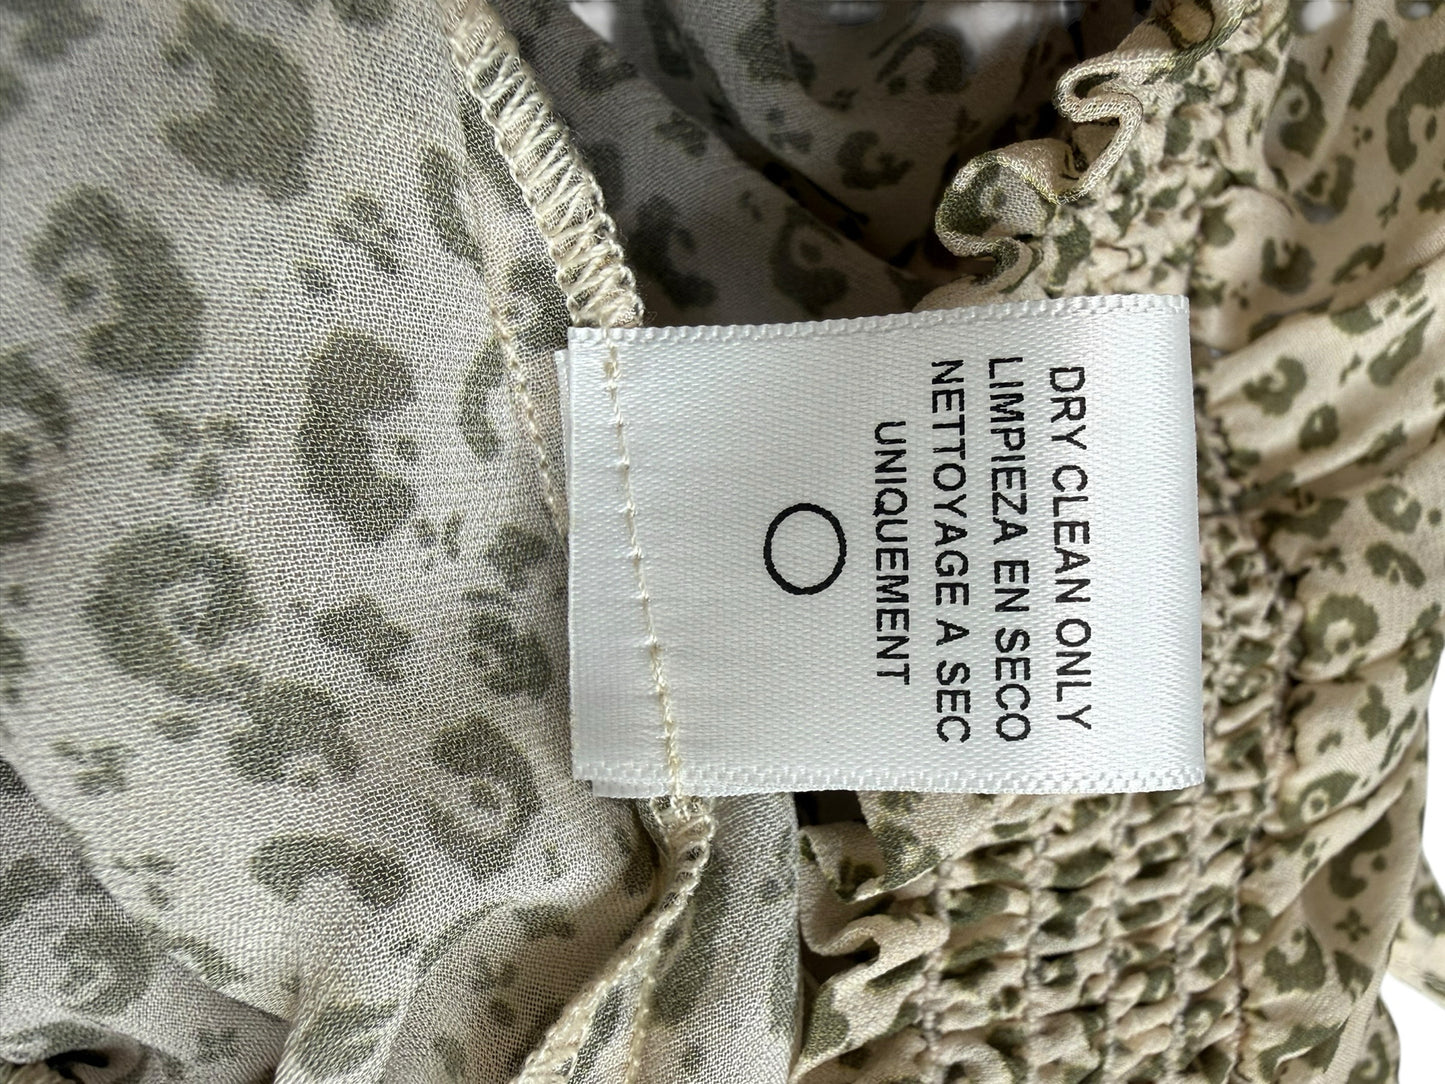 DRY CLEAN ONLY
LIMPIEZA EN SECO
NETTOYAGE A SEC
UNIQUEMENT